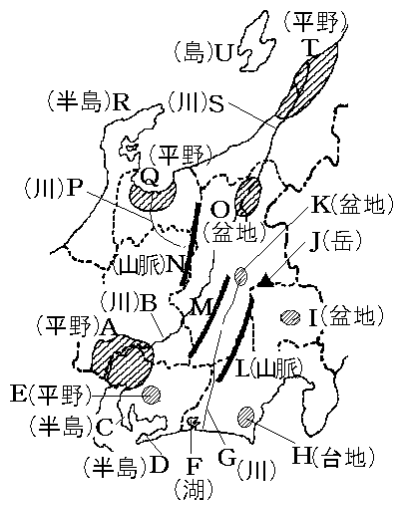 (平野)
(島)U
T
(半島)R
(川)S
(平野)
Q
(川)P
O
(盆地)
K(盆地)
J(岳)
(山脈)N
(川)B
M
I(盆地)
(平野)A
L(山脈)
E(平野)
(半島)C
(半島)D
F
(湖)
G(川)
H(台地)